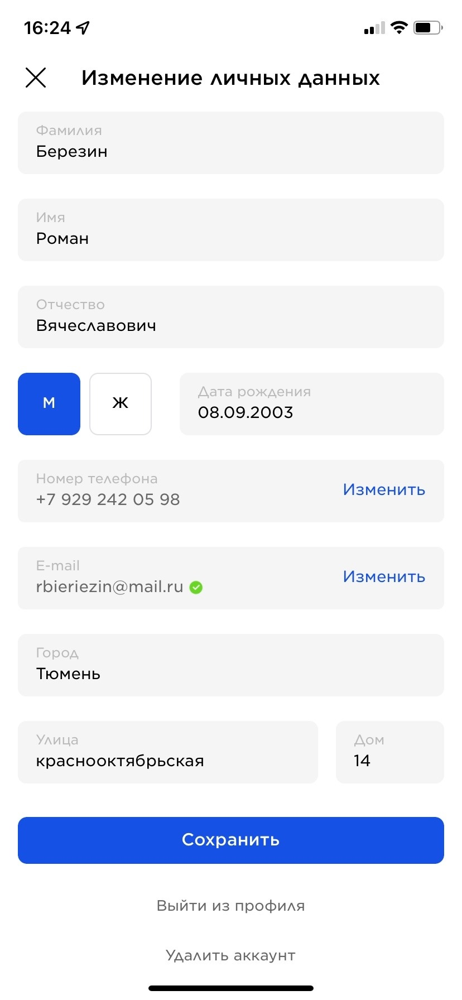 16:24
Изменение личных данных
Фамилия
Березин
Имя
Роман
Отчество
Вячеславович
М Ж
Дата рождения
08.09.2003
Номер телефона
+7 929 242 05 98
Изменить
E-mail
rbieriezin@mail.ru
Изменить
Город
Тюмень
Улица
краснооктябрьская
Дом
14
Сохранить
Выйти из профиля
Удалить аккаунт